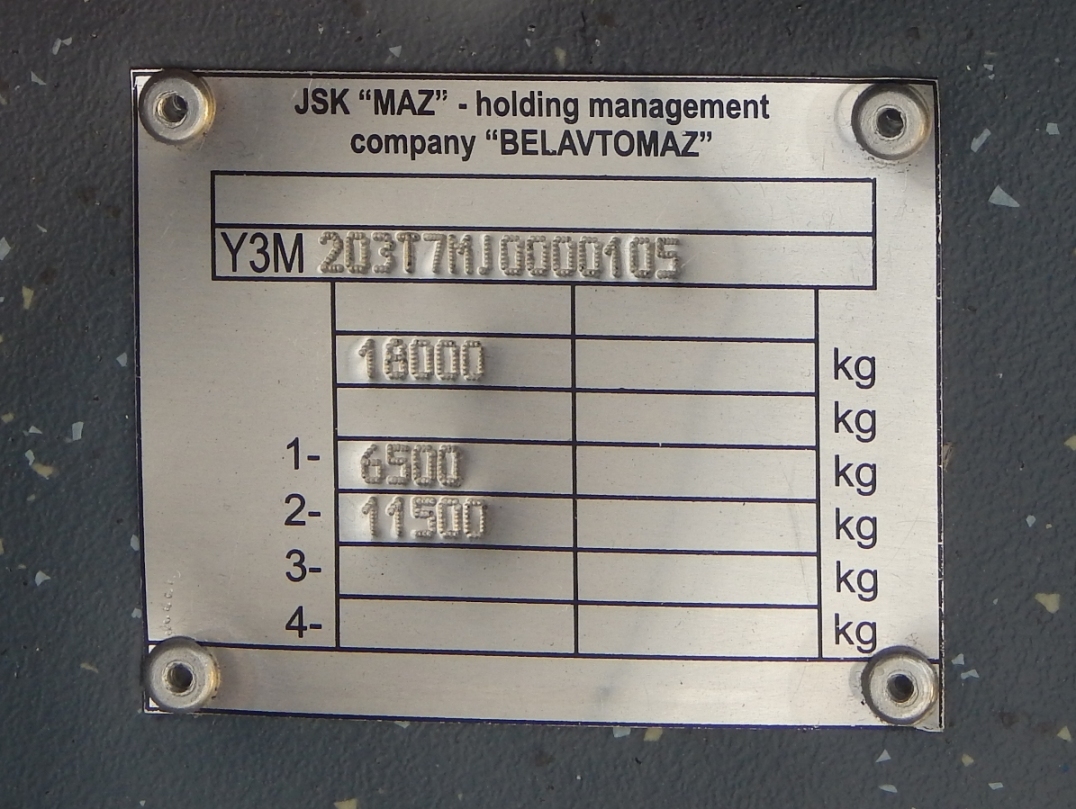 JSK “MAZ” - holding management
company “BELAVTOMAZ”
Y3M 203T7MJ0000105
18000 kg
kg
1- 6500 kg
2- 11500 kg
3- kg
4- kg